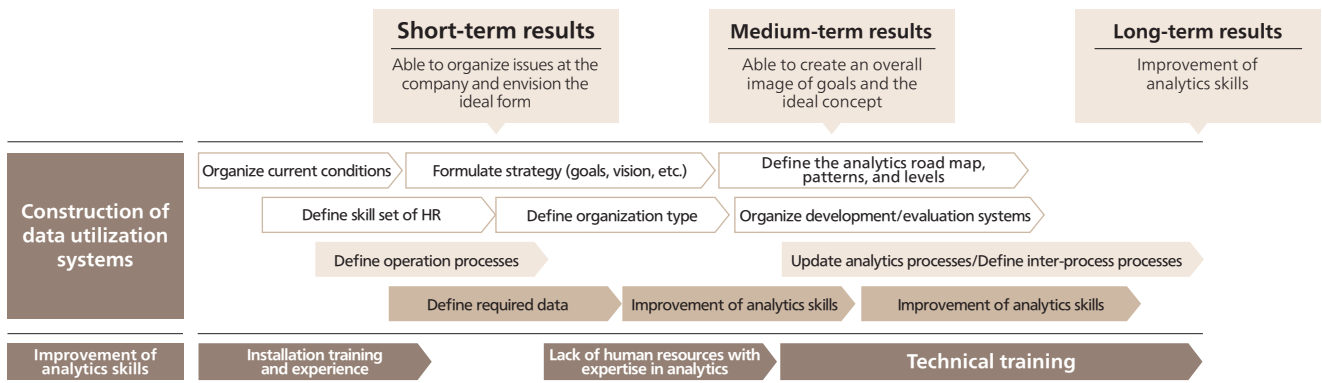 Short-term results
Able to organize issues at the
company and envision the
ideal form
Medium-term results
Able to create an overall
image of goals and the
ideal concept
Long-term results
Improvement of
analytics skills
Construction of
data utilization
systems
Organize current conditions
Formulate strategy (goals, vision, etc.)
Define the analytics road map,
patterns, and levels
Define skill set of HR
Define organization type
Organize development/evaluation systems
Define operation processes
Update analytics processes/Define inter-process processes
Define required data
Improvement of analytics skills
Improvement of analytics skills
Improvement of
analytics skills
Installation training
and experience
Lack of human resources with
expertise in analytics
Technical training